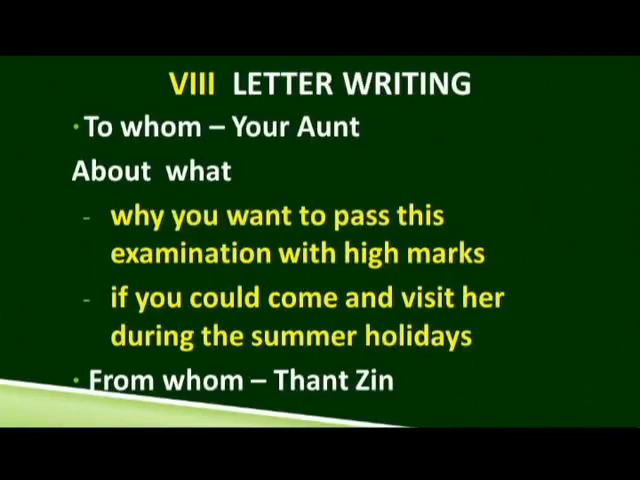 VIII LETTER WRITING
· To whom – Your Aunt
About what
- why you want to pass this
examination with high marks
- if you could come and visit her
during the summer holidays
· From whom – Thant Zin